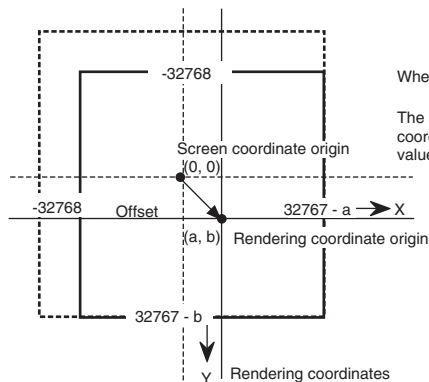 -32768
Whe
The
coord
value
Screen coordinate origin
(0, 0)
-32768
Offset
32767 - a
X
(a, b)
Rendering coordinate origin
32767 - b
Y
Rendering coordinates